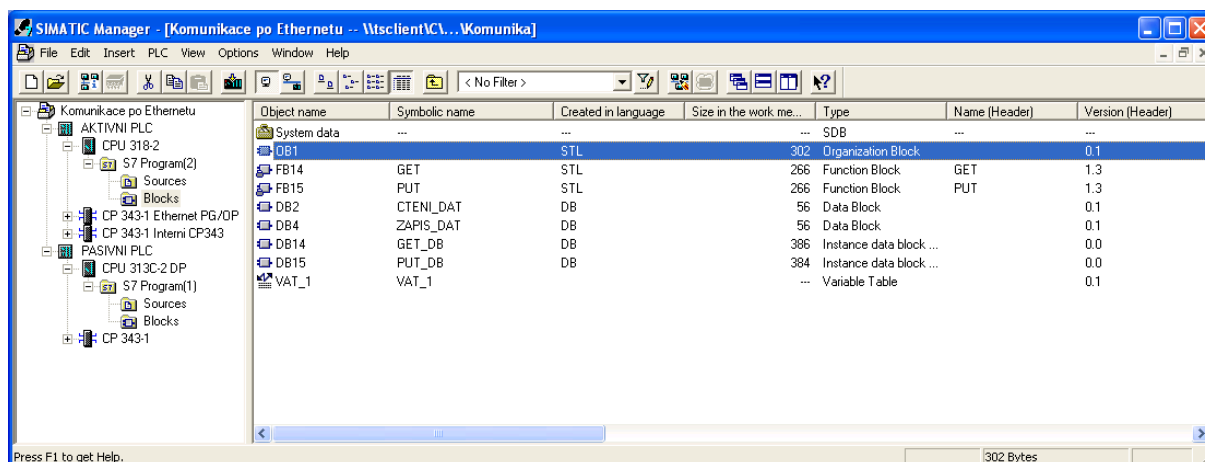 SIMATIC Manager - [Komunikace po Ethernetu -- \\tsclient\C\...\Komunika]
File Edit Insert PLC View Options Window Help
< No Filter >
Komunikace po Ethernetu
AKTIVNI PLC
CPU 318-2
S7 Program(2)
Sources
Blocks
CP 343-1 Ethernet PG/OP
CP 343-1 Interni CP343
PASIVNI PLC
CPU 313C-2 DP
S7 Program(1)
Sources
Blocks
CP 343-1
Object name Symbolic name Created in language Size in the work me... Type Name (Header) Version (Header)
System data --- --- --- SDB --- ---
OB1 STL 302 Organization Block 0.1
FB14 GET STL 266 Function Block GET 1.3
FB15 PUT STL 266 Function Block PUT 1.3
DB2 CTENI_DAT DB 56 Data Block 0.1
DB4 ZAPIS_DAT DB 56 Data Block 0.1
DB14 GET_DB DB 386 Instance data block ... 0.0
DB15 PUT_DB DB 384 Instance data block ... 0.0
VAT_1 VAT_1 --- Variable Table 0.1
Press F1 to get Help. 302 Bytes